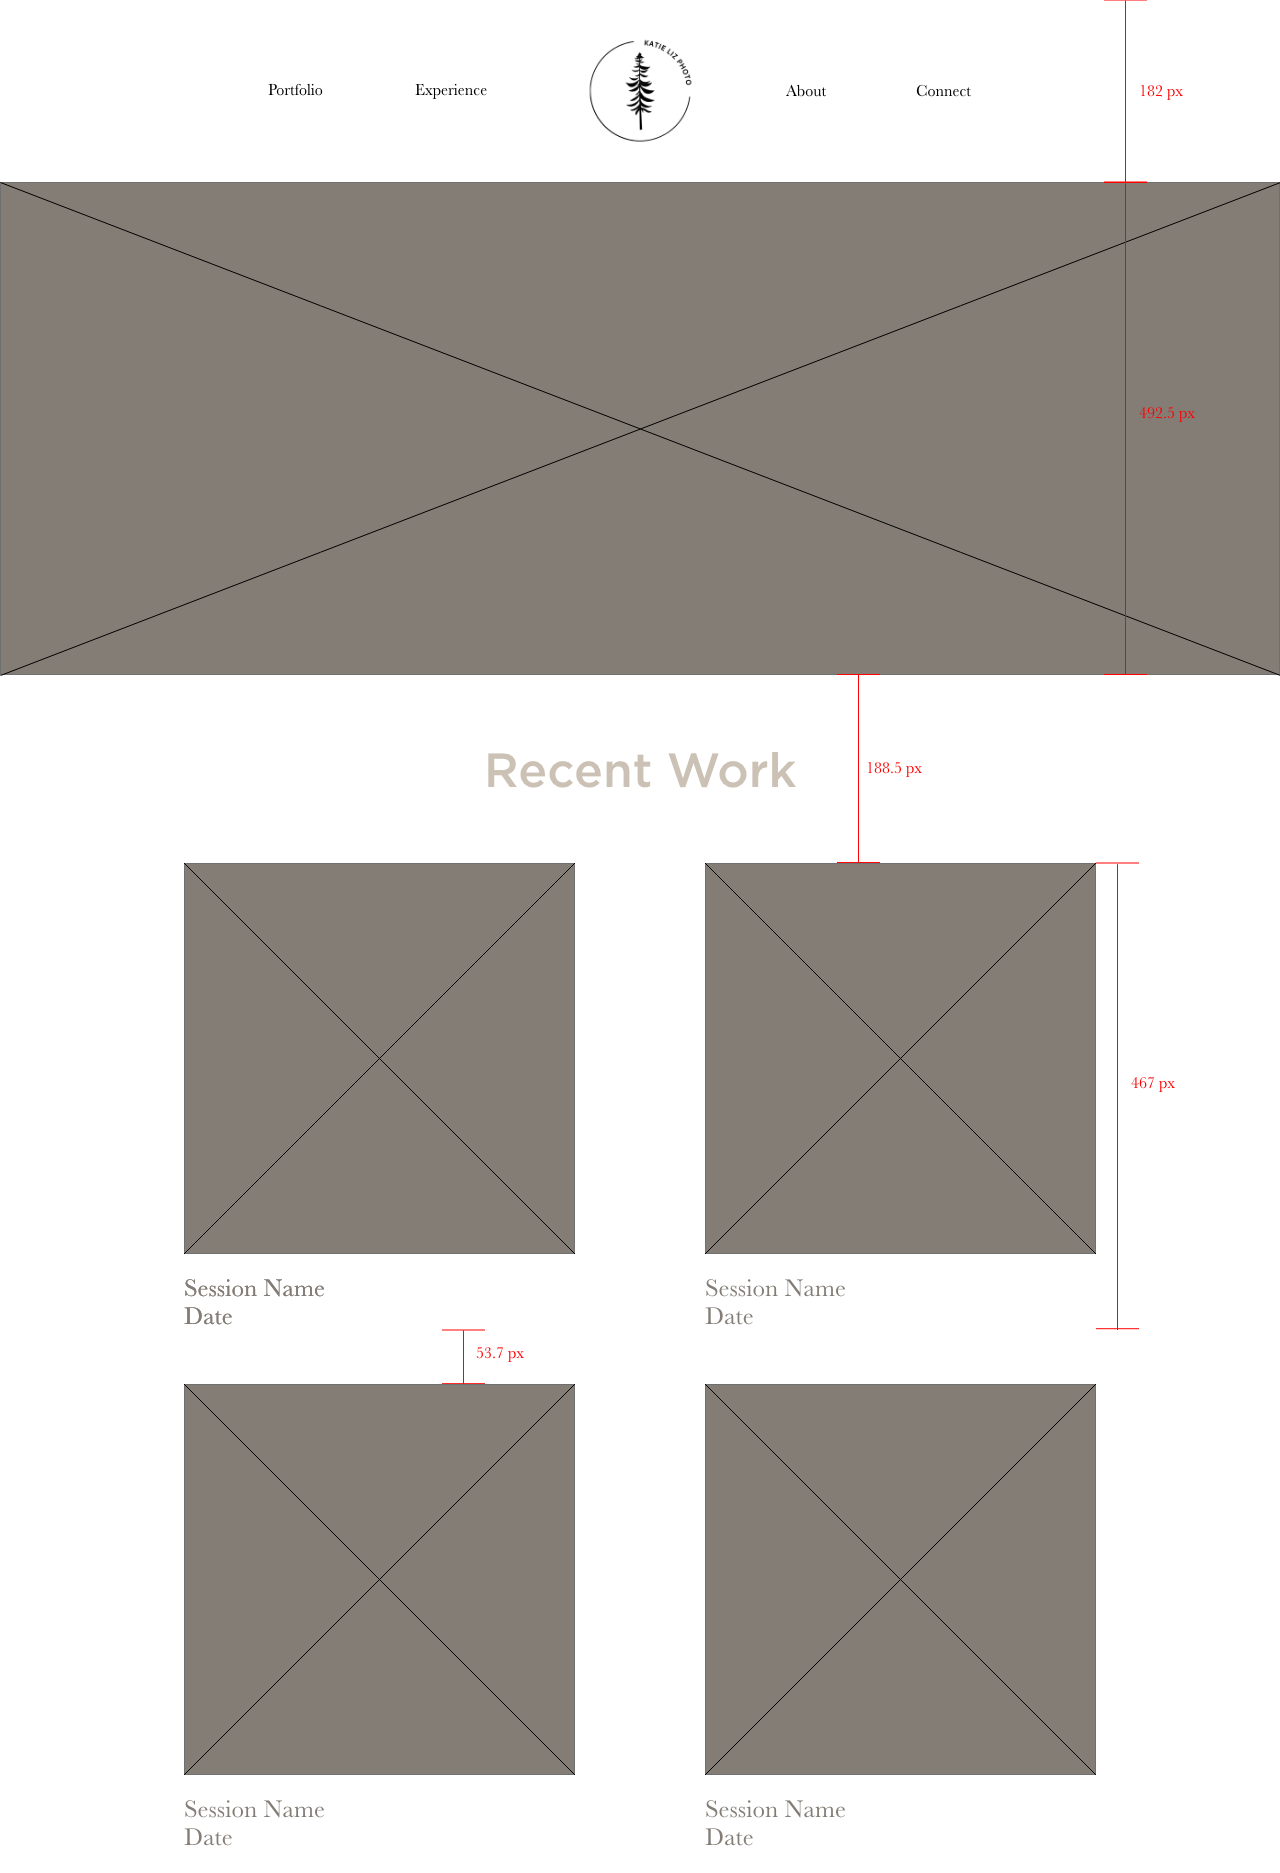 Portfolio
Experience
KATIE LIZ PHOTO
About
Connect
182 px
492.5 px
Recent Work
188.5 px
467 px
Session Name
Date
Session Name
Date
53.7 px
Session Name
Date
Session Name
Date